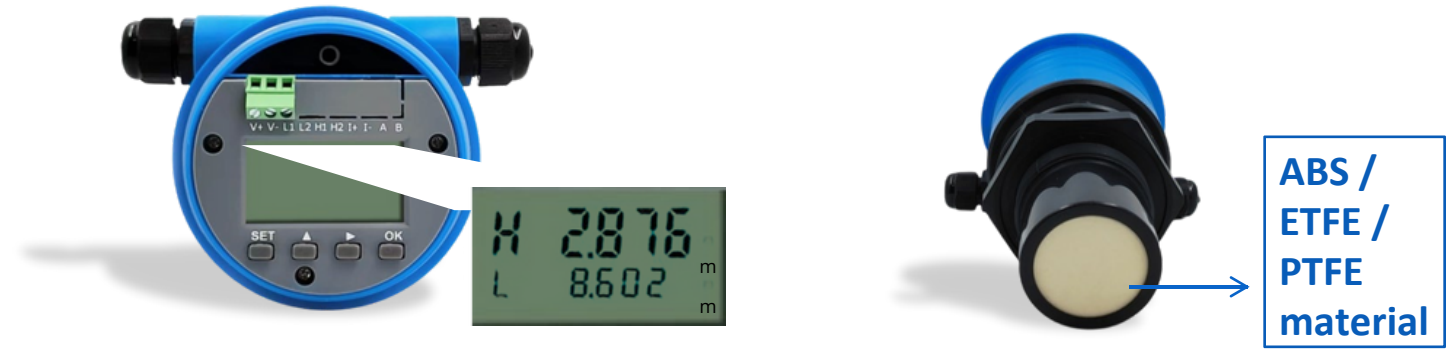 V+ V- L1 L2 H1 H2 I+ I- A B
SET ▲ ► OK
H 2.876 m
L 8.602 m
ABS /
ETFE /
PTFE
material